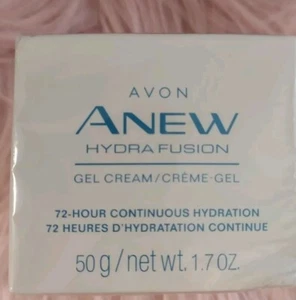 AVON
ANEW
HYDRA FUSION
GEL CREAM/CRÈME-GEL
72-HOUR CONTINUOUS HYDRATION
72 HEURES D'HYDRATATION CONTINUE
50 g/net wt. 1.7 OZ.